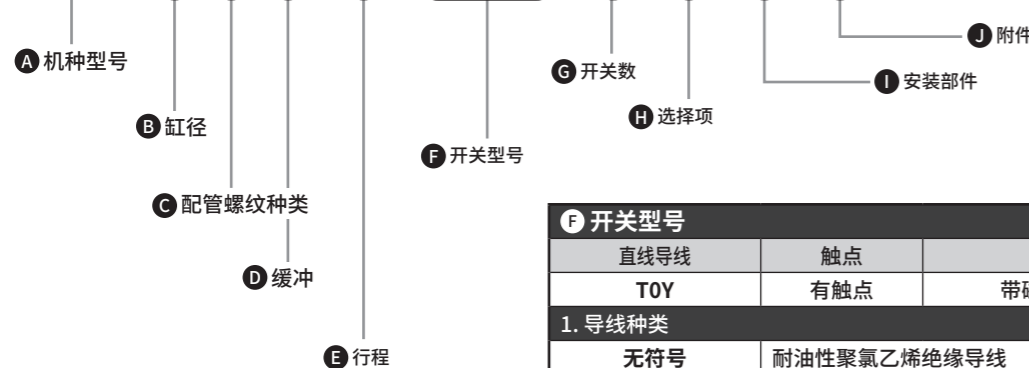 A 机种型号
B 缸径
C 配管螺纹种类
D 缓冲
E 行程
F 开关型号
G 开关数
H 选择项
I 安装部件
J 附件
F 开关型号
直线导线 触点
T0Y 有触点 带
1. 导线种类
无符号 耐油性聚氯乙烯绝缘导线